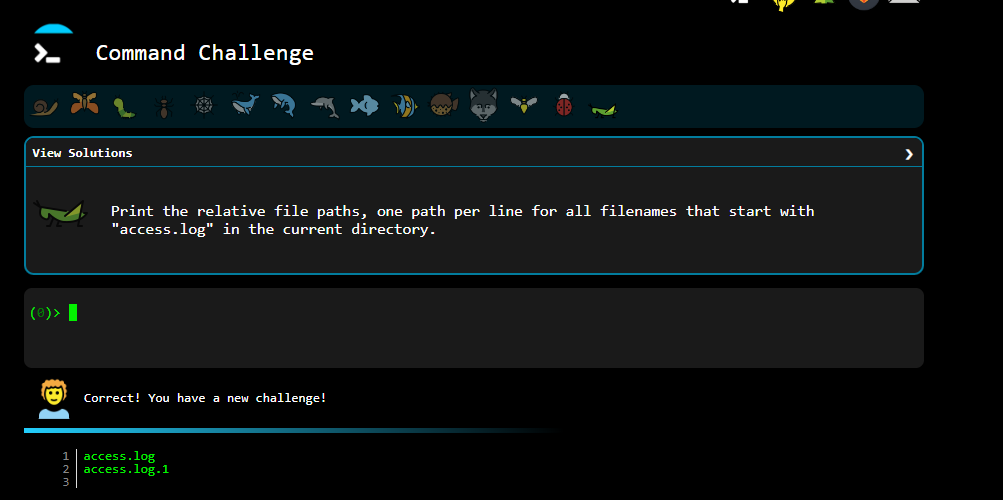 Command Challenge
View Solutions
Print the relative file paths, one path per line for all filenames that start with
"access.log" in the current directory.
(0)>
Correct! You have a new challenge!
1 access.log
2 access.log.1
3